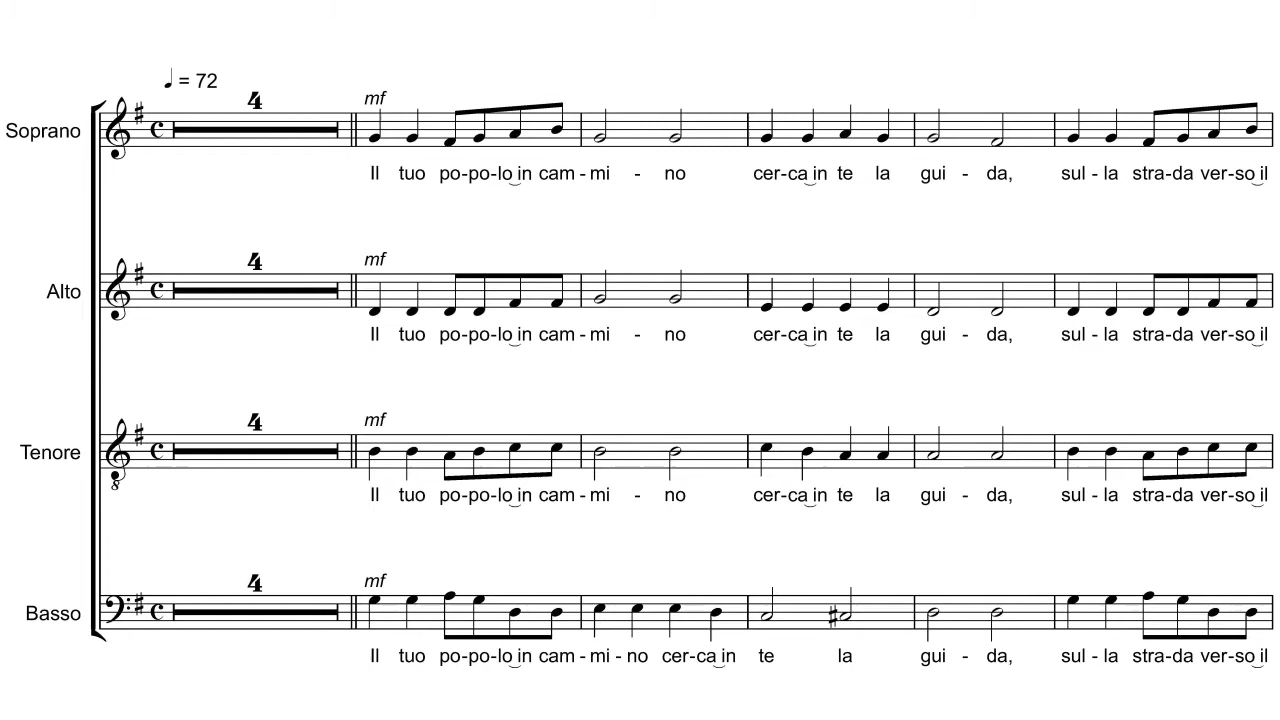 ♩ = 72
4
mf
Soprano
Il tuo po-po-lo‿in cam-mi - no cer-ca‿in te la gui - da, sul-la stra-da ver-so‿il
mf
4
Alto
Il tuo po-po-lo‿in cam-mi - no cer-ca‿in te la gui - da, sul-la stra-da ver-so‿il
mf
4
Tenore
8
Il tuo po-po-lo‿in cam-mi - no cer-ca‿in te la gui - da, sul-la stra-da ver-so‿il
mf
4
Basso
Il tuo po-po-lo‿in cam-mi-no cer-ca‿in te la gui - da, sul-la stra-da ver-so‿il